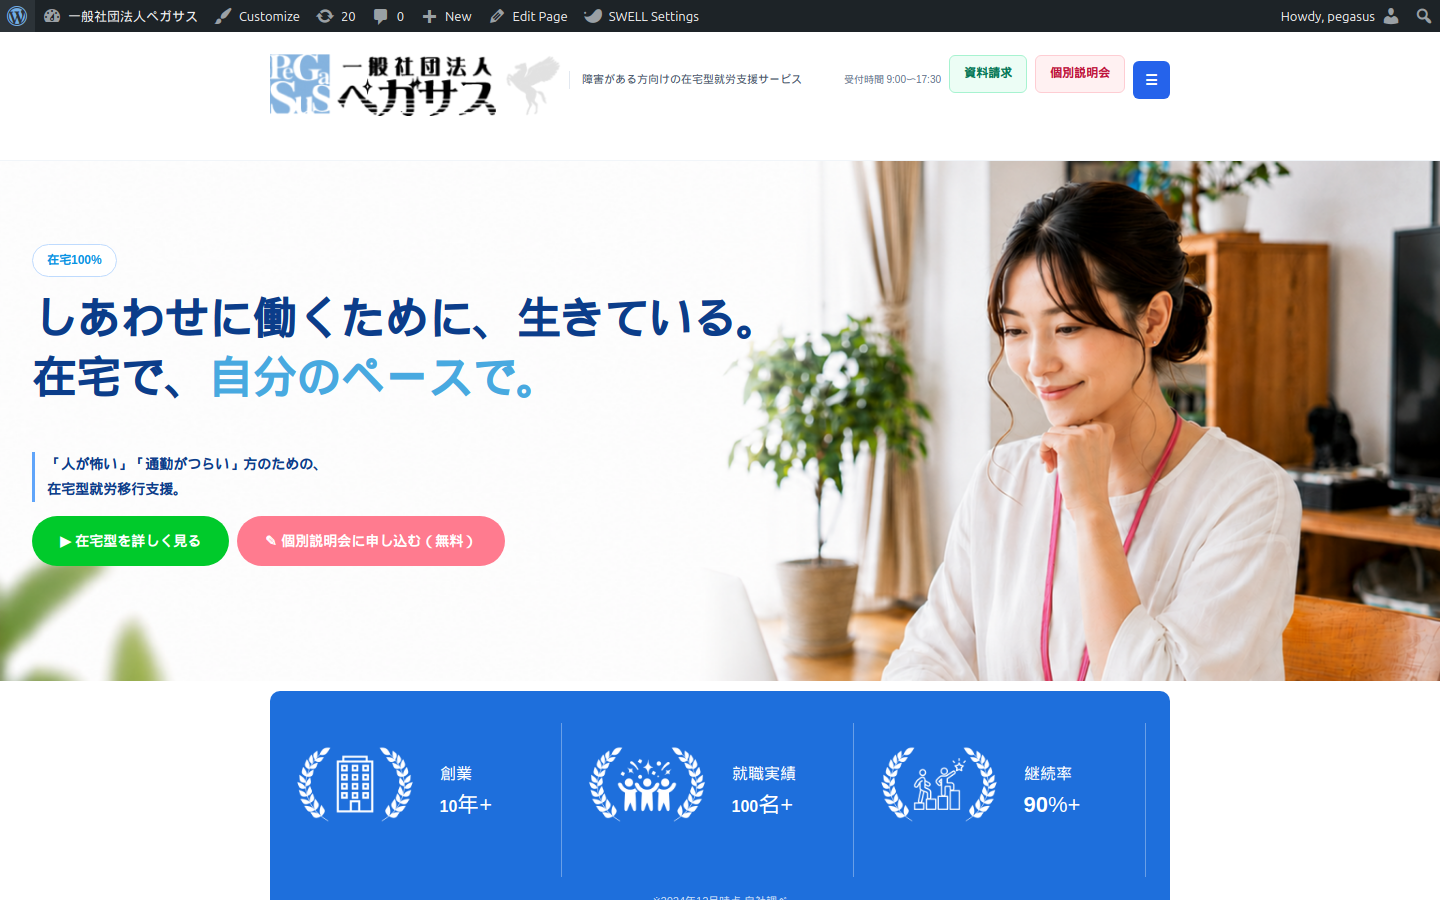 一般社団法人ペガサス Customize 20 0 New Edit Page SWELL Settings Howdy, pegasus
PeGaSuS 一般社団法人 ペガサス
障害がある方向けの在宅型就労支援サービス 受付時間 9:00〜17:30 資料請求 個別説明会 ☰
在宅100%
しあわせに働くために、生きている。
在宅で、自分のペースで。
「人が怖い」「通勤がつらい」方のための、
在宅型就労移行支援。
▶ 在宅型を詳しく見る ✎ 個別説明会に申し込む（無料）
創業 就職実績 継続率
10年+ 100名+ 90%+